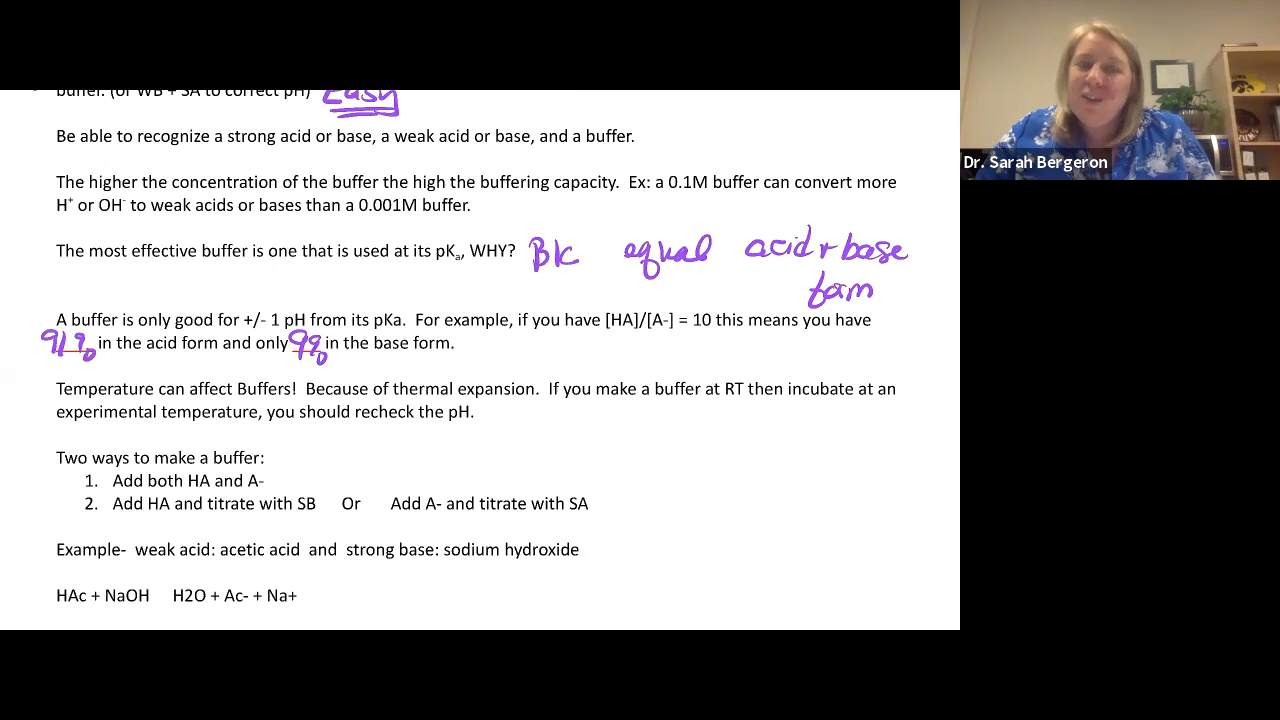 buffer. (or WB + SA to correct pH) Easy
Be able to recognize a strong acid or base, a weak acid or base, and a buffer.
The higher the concentration of the buffer the high the buffering capacity. Ex: a 0.1M buffer can convert more
H⁺ or OH⁻ to weak acids or bases than a 0.001M buffer.
The most effective buffer is one that is used at its pKₐ, WHY? B/c equal acid + base
form
A buffer is only good for +/- 1 pH from its pKa. For example, if you have [HA]/[A-] = 10 this means you have
91% in the acid form and only 9% in the base form.
Temperature can affect Buffers! Because of thermal expansion. If you make a buffer at RT then incubate at an
experimental temperature, you should recheck the pH.
Two ways to make a buffer:
1. Add both HA and A-
2. Add HA and titrate with SB Or Add A- and titrate with SA
Example- weak acid: acetic acid and strong base: sodium hydroxide
HAc + NaOH H2O + Ac- + Na+
IOWA
Dr. Sarah Bergeron